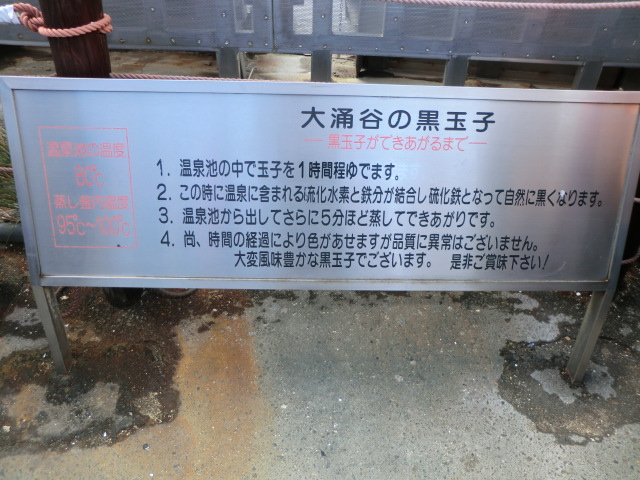 大涌谷の黒玉子
─黒玉子ができあがるまで─
温泉池の温度
80℃
蒸し釜の温度
95℃〜100℃
1. 温泉池の中で玉子を1時間程ゆでます。
2. この時に温泉に含まれる硫化水素と鉄分が結合し硫化鉄となって自然に黒くなります。
3. 温泉池から出してさらに5分ほど蒸してできあがりです。
4. 尚、時間の経過により色があせますが品質に異常はございません。
大変風味豊かな黒玉子でございます。 是非ご賞味下さい!